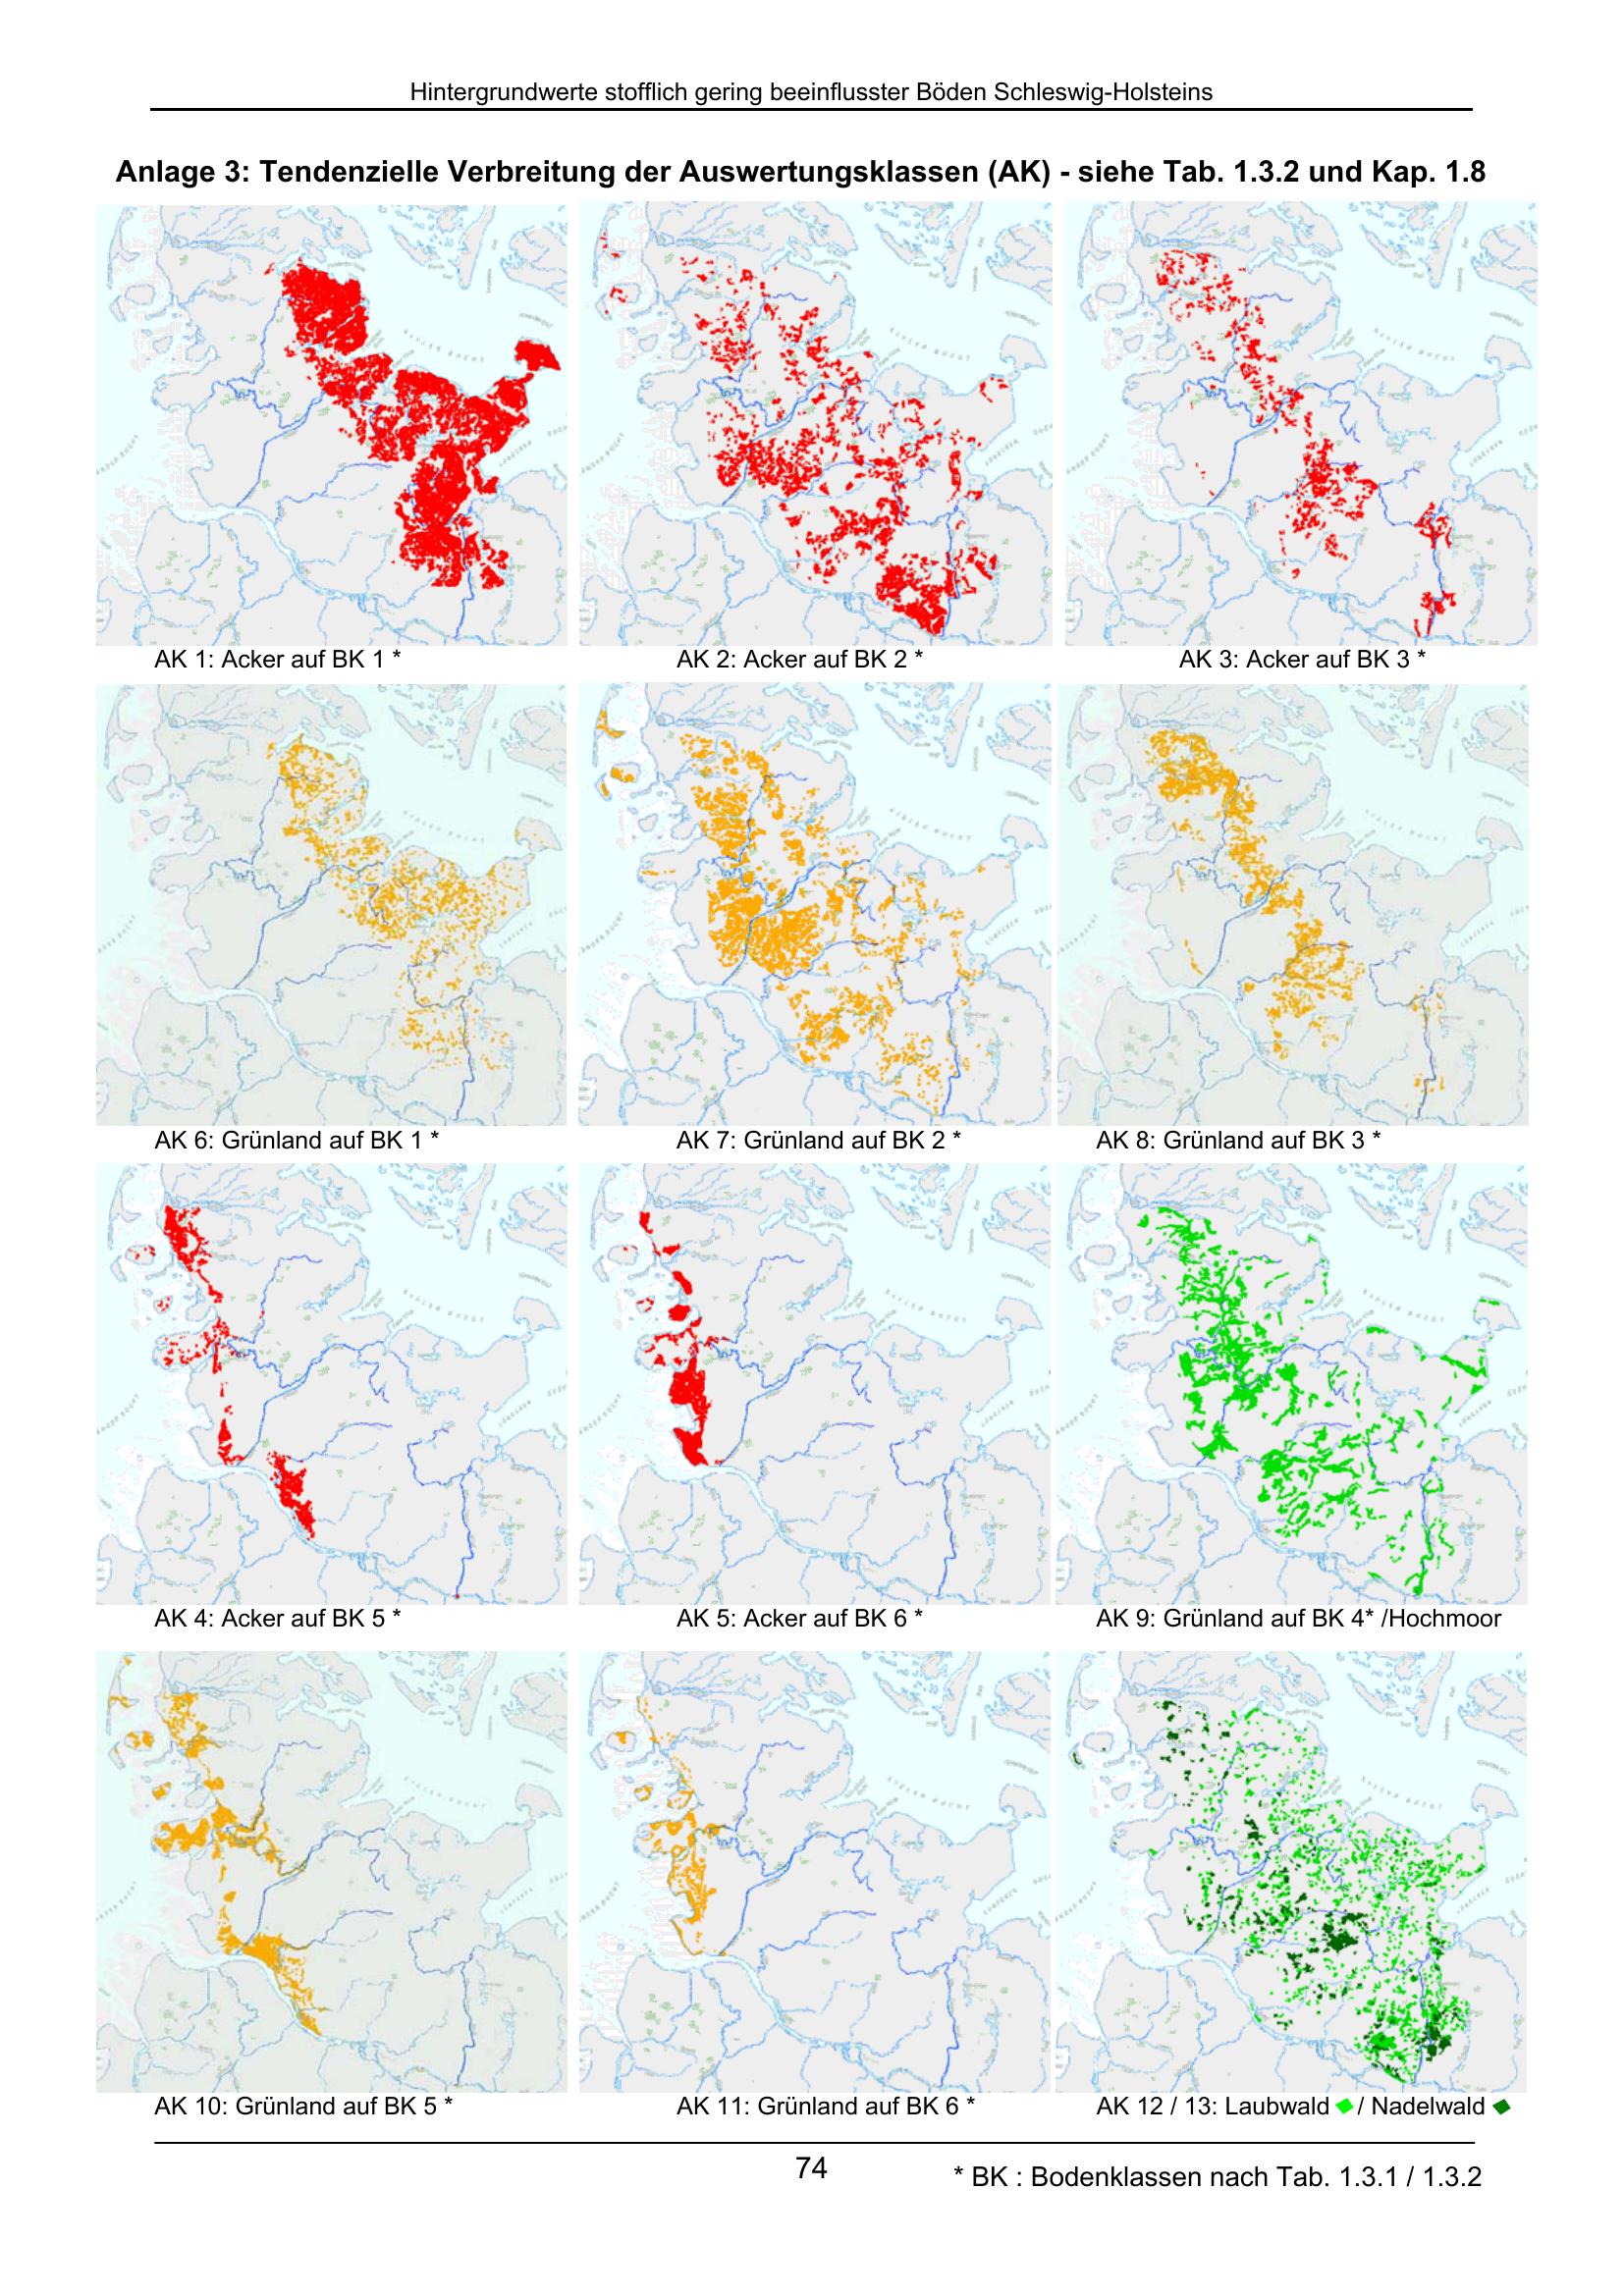 Hintergrundwerte stofflich gering beeinflusster Böden Schleswig-Holsteins
Anlage 3: Tendenzielle Verbreitung der Auswertungsklassen (AK) - siehe Tab. 1.3.2 und Kap. 1.8
AK 1: Acker auf BK 1 *
AK 2: Acker auf BK 2 *
AK 3: Acker auf BK 3 *
AK 6: Grünland auf BK 1 *
AK 7: Grünland auf BK 2 *
AK 8: Grünland auf BK 3 *
AK 4: Acker auf BK 5 *
AK 5: Acker auf BK 6 *
AK 9: Grünland auf BK 4* /Hochmoor
AK 10: Grünland auf BK 5 *
AK 11: Grünland auf BK 6 *
AK 12 / 13: Laubwald / Nadelwald
74
* BK : Bodenklassen nach Tab. 1.3.1 / 1.3.2